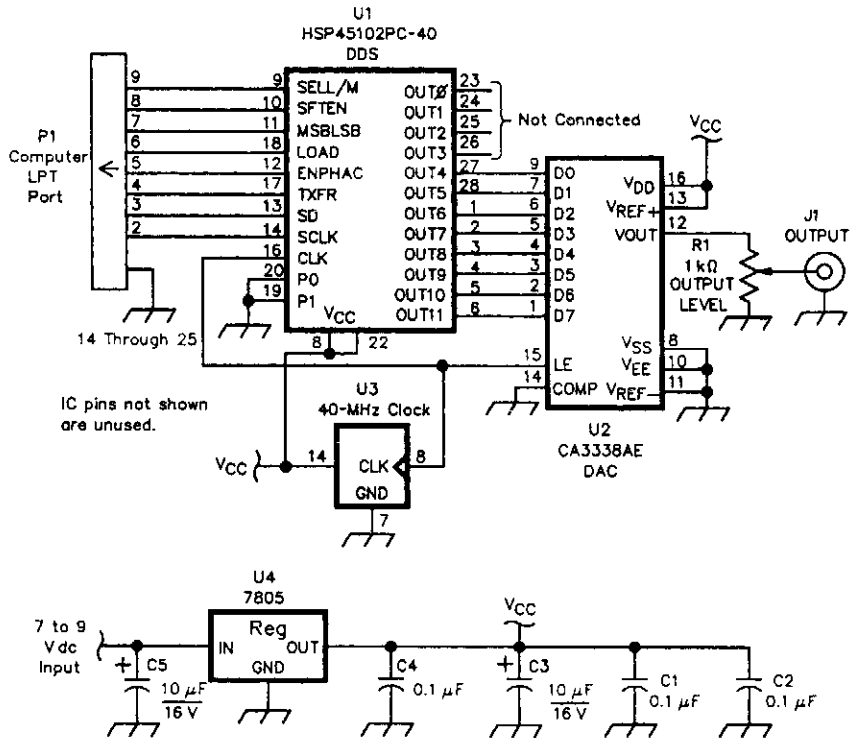 U1
HSP45102PC-40
DDS
P1
Computer
LPT
Port
9
8
7
6
5
4
3
2
14 Through 25
9 SELL/M
10 SFTEN
11 MSBLSB
18 LOAD
12 ENPHAC
17 TXFR
13 SD
14 SCLK
16 CLK
20 P0
19 P1
VCC
8 22
OUTØ 23
OUT1 24
OUT2 25
OUT3 26
OUT4 27
OUT5 28
OUT6 1
OUT7 2
OUT8 3
OUT9 4
OUT10 5
OUT11 6
Not Connected
9 D0
7 D1
6 D2
5 D3
4 D4
3 D5
2 D6
1 D7
15 LE
14 COMP
VCC
VDD 16
VREF+ 13
VOUT 12
VSS 8
VEE 10
VREF− 11
U2
CA3338AE
DAC
R1
1 kΩ
OUTPUT
LEVEL
J1
OUTPUT
IC pins not shown
are unused.
U3
40-MHz Clock
VCC
14
CLK
8
GND
7
U4
7805
7 to 9
V dc
Input
Reg
IN
OUT
GND
+
C5
10 µF
16 V
C4
0.1 µF
VCC
+
C3
10 µF
16 V
C1
0.1 µF
C2
0.1 µF